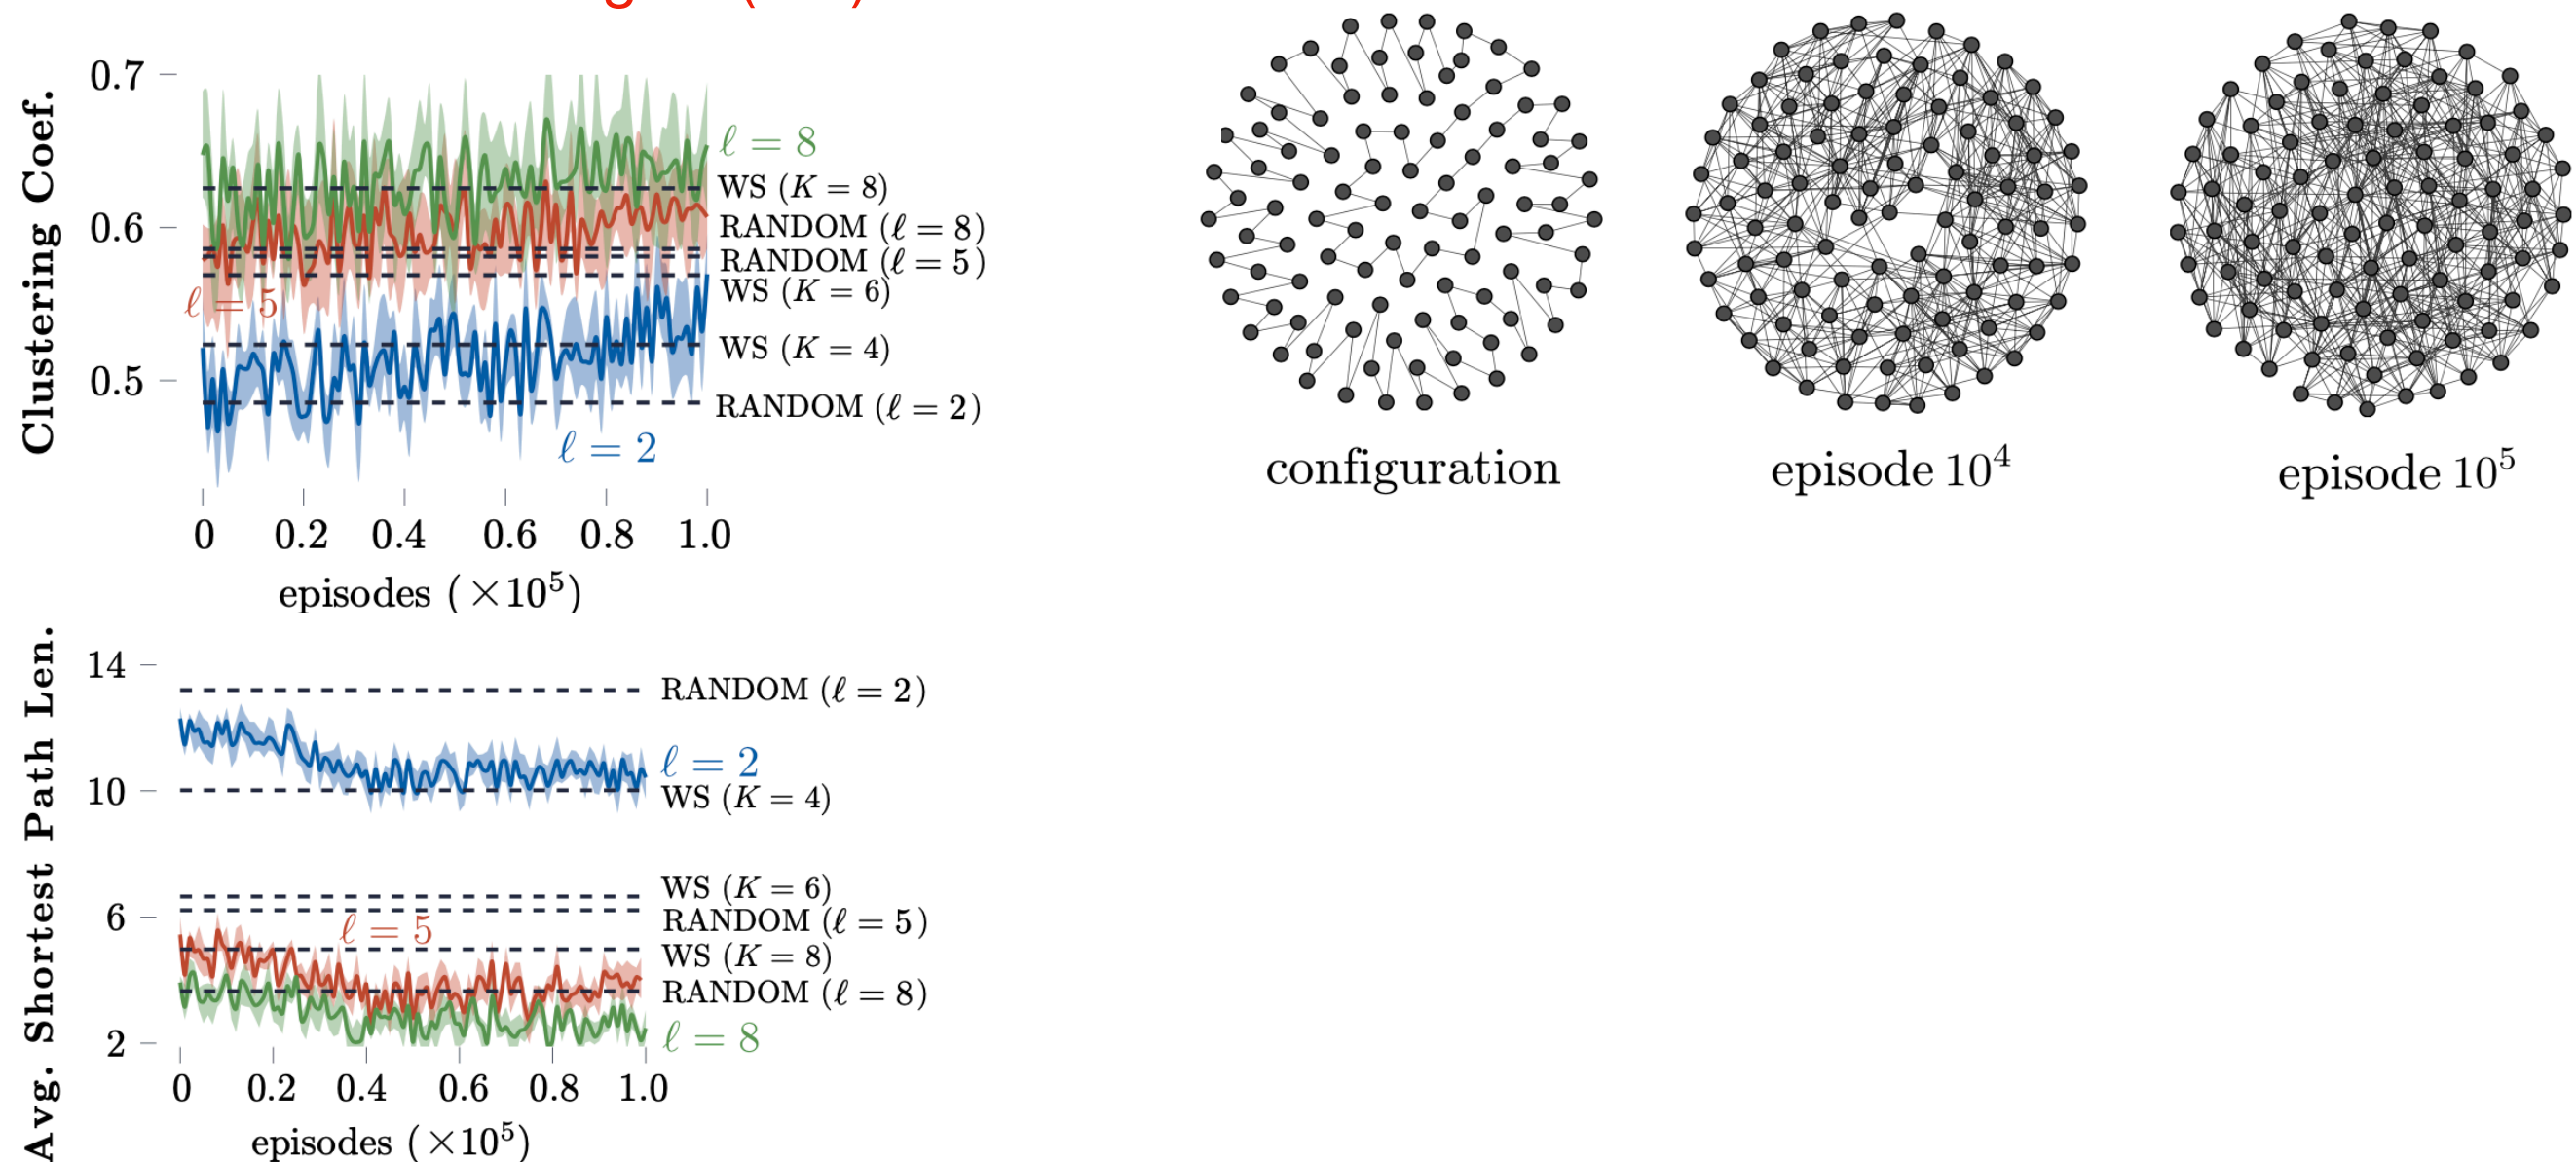 Clustering Coef.
0.7
0.6
0.5
ℓ = 8
WS (K = 8)
RANDOM (ℓ = 8)
RANDOM (ℓ = 5)
WS (K = 6)
ℓ = 5
WS (K = 4)
RANDOM (ℓ = 2)
ℓ = 2
0 0.2 0.4 0.6 0.8 1.0
episodes (×10⁵)
configuration
episode 10⁴
episode 10⁵
Avg. Shortest Path Len.
14
10
6
2
RANDOM (ℓ = 2)
ℓ = 2
WS (K = 4)
WS (K = 6)
RANDOM (ℓ = 5)
ℓ = 5
WS (K = 8)
RANDOM (ℓ = 8)
ℓ = 8
0 0.2 0.4 0.6 0.8 1.0
episodes (×10⁵)